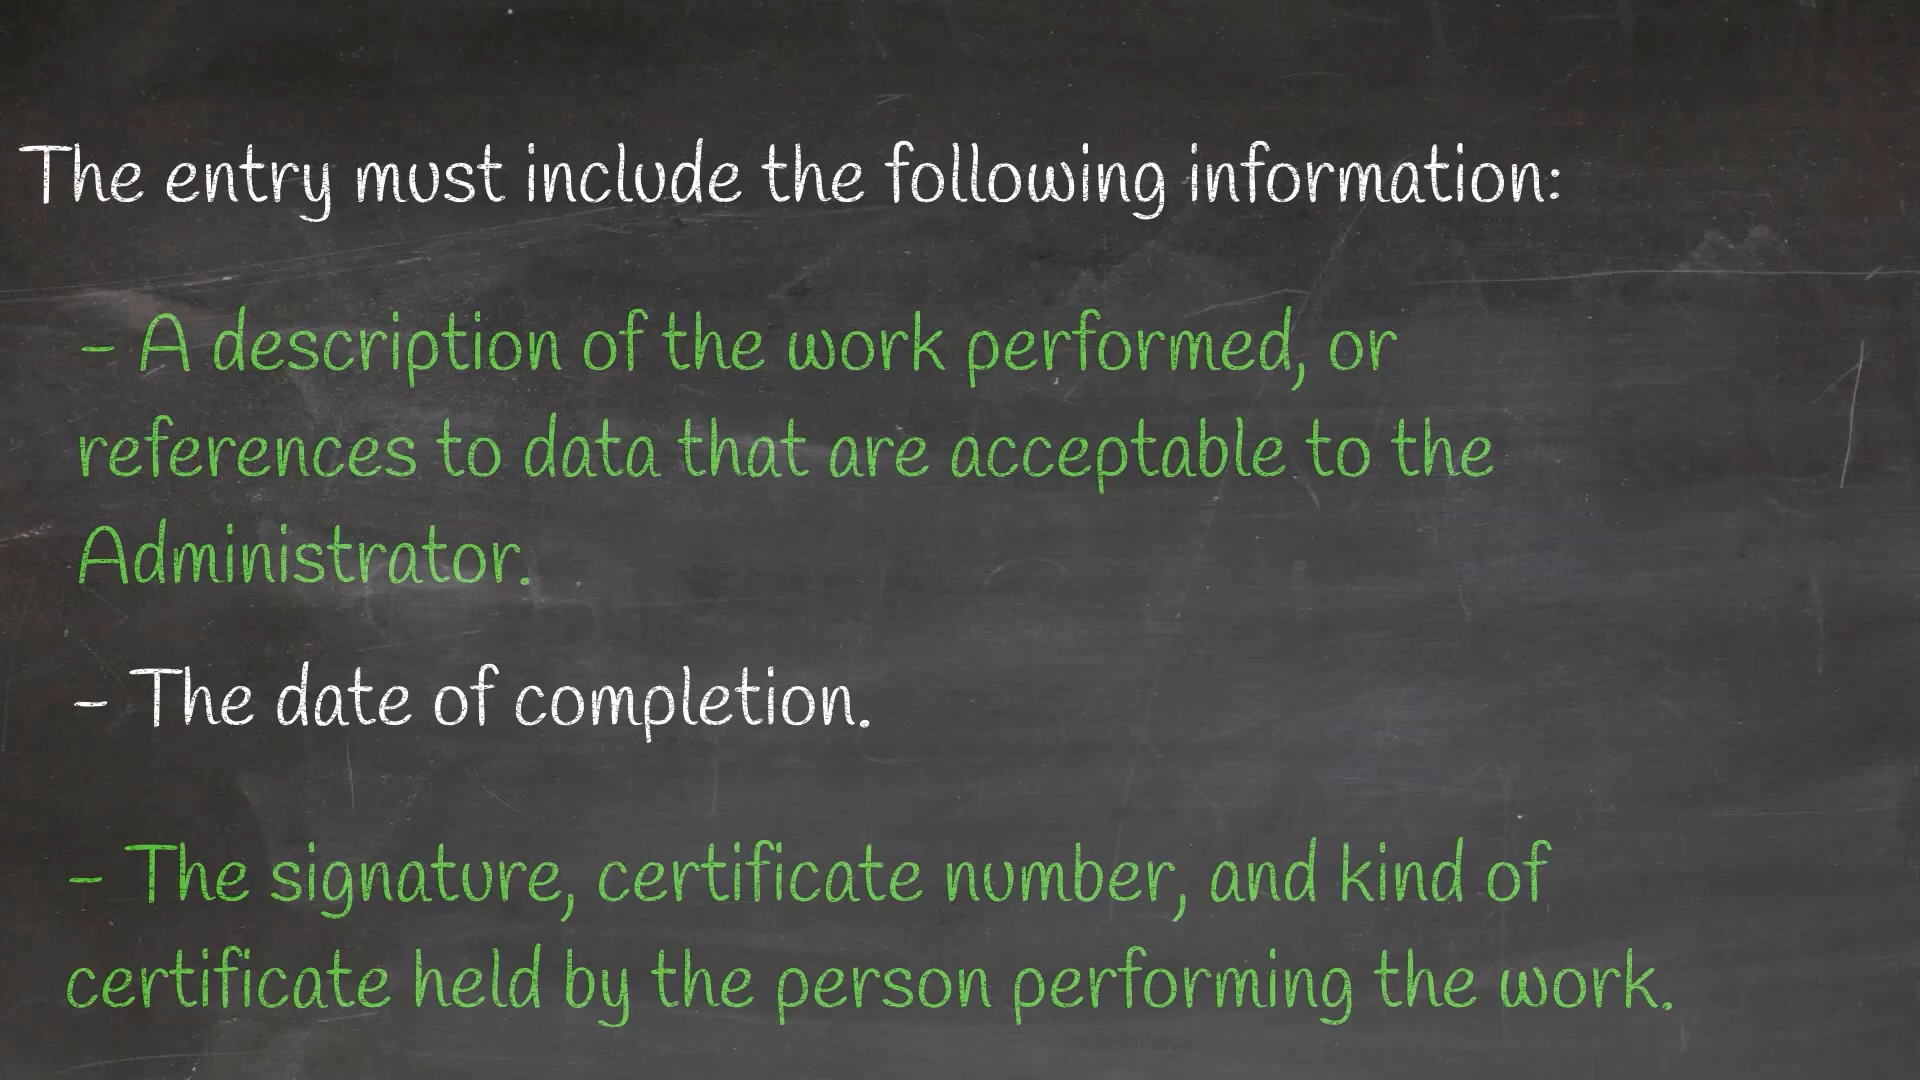 The entry must include the following information:
- A description of the work performed, or
references to data that are acceptable to the
Administrator.
- The date of completion.
- The signature, certificate number, and kind of
certificate held by the person performing the work.